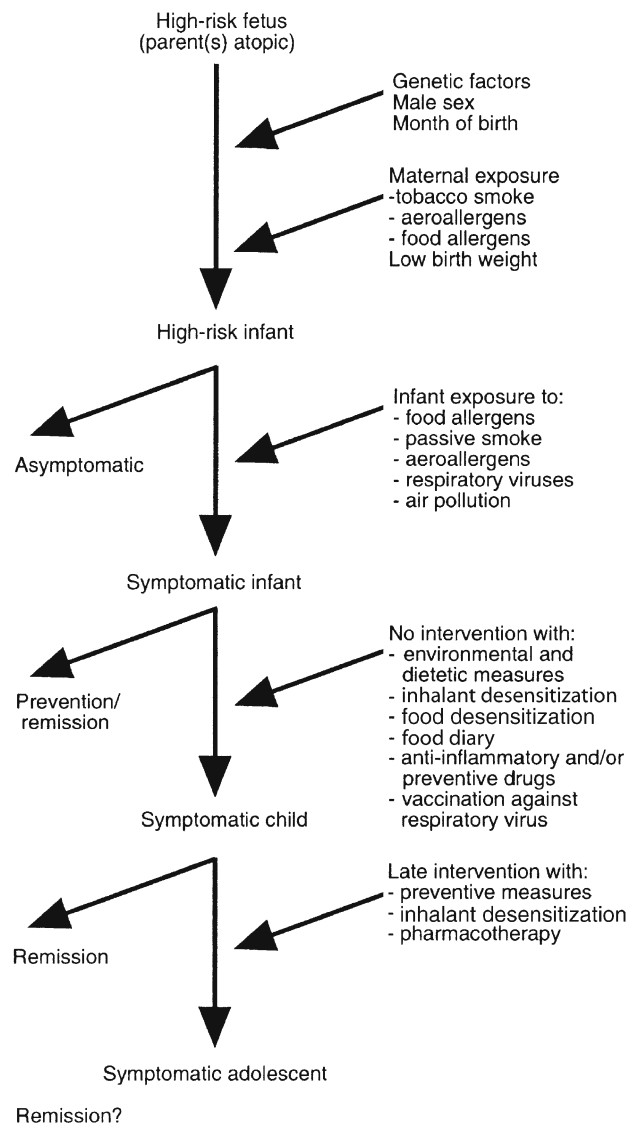 High-risk fetus
(parent(s) atopic)
Genetic factors
Male sex
Month of birth
Maternal exposure
-tobacco smoke
- aeroallergens
- food allergens
Low birth weight
High-risk infant
Infant exposure to:
- food allergens
- passive smoke
- aeroallergens
- respiratory viruses
- air pollution
Asymptomatic
Symptomatic infant
No intervention with:
- environmental and
dietetic measures
- inhalant desensitization
- food desensitization
- food diary
- anti-inflammatory and/or
preventive drugs
- vaccination against
respiratory virus
Prevention/
remission
Symptomatic child
Late intervention with:
- preventive measures
- inhalant desensitization
- pharmacotherapy
Remission
Symptomatic adolescent
Remission?